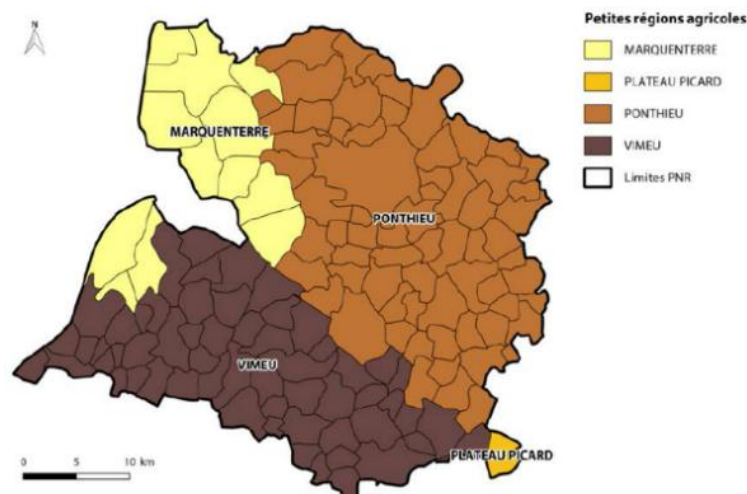 Petites régions agricoles
MARQUENTERRE
PLATEAU PICARD
PONTHIEU
VIMEU
Limites PNR
N
MARQUENTERRE
PONTHIEU
VIMEU
PLATEAU PICARD
0 5 10 km